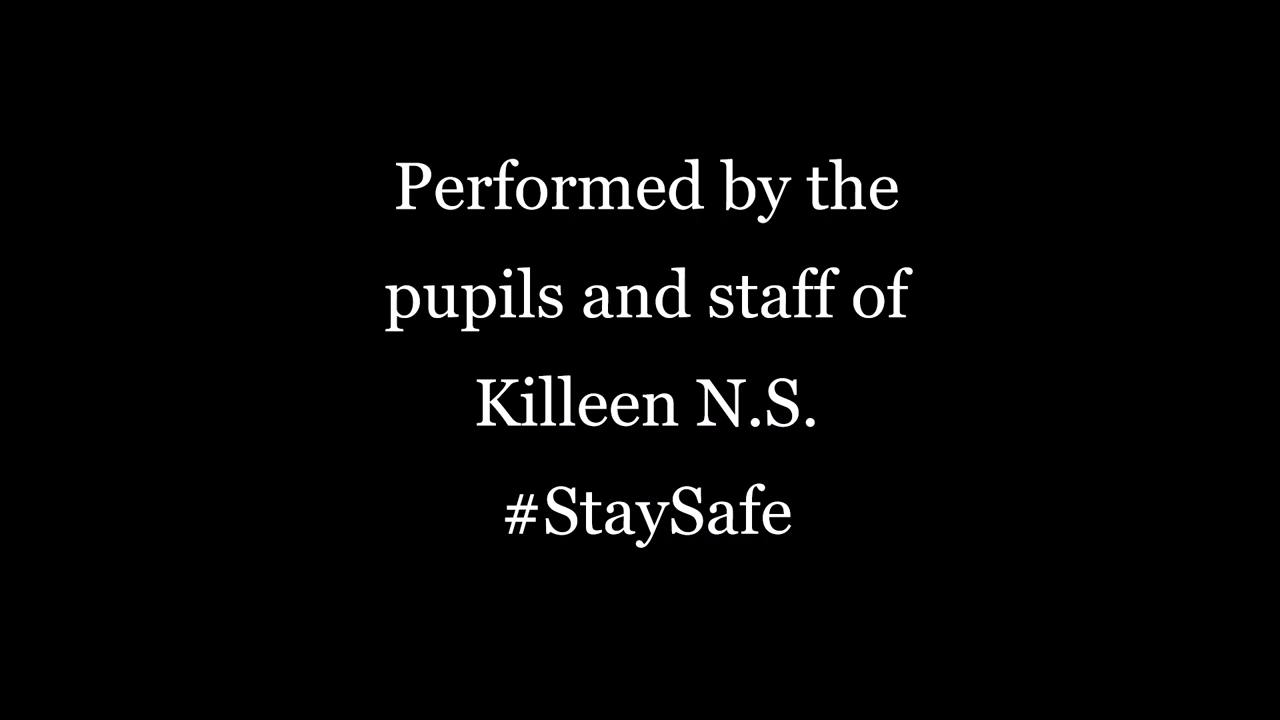 Performed by the
pupils and staff of
Killeen N.S.
#StaySafe